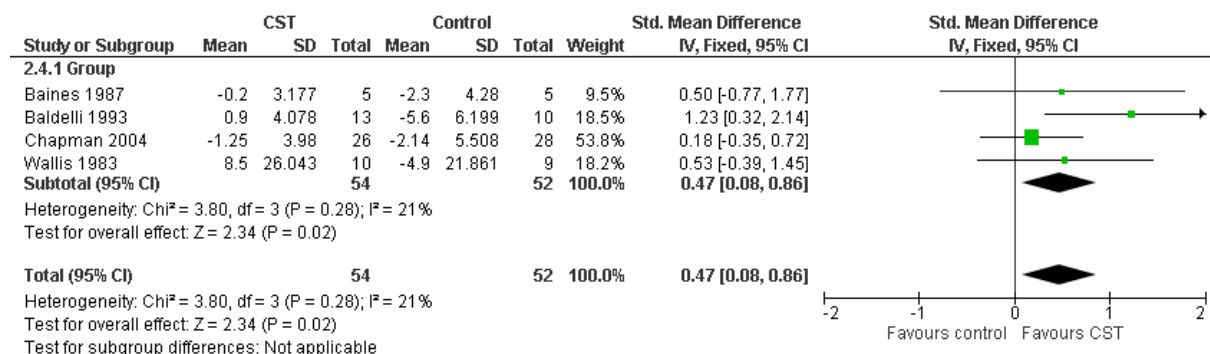 CST Control Std. Mean Difference Std. Mean Difference
Study or Subgroup Mean SD Total Mean SD Total Weight IV, Fixed, 95% CI IV, Fixed, 95% CI
2.4.1 Group
Baines 1987 -0.2 3.177 5 -2.3 4.28 5 9.5% 0.50 [-0.77, 1.77]
Baldelli 1993 0.9 4.078 13 -5.6 6.199 10 18.5% 1.23 [0.32, 2.14]
Chapman 2004 -1.25 3.98 26 -2.14 5.508 28 53.8% 0.18 [-0.35, 0.72]
Wallis 1983 8.5 26.043 10 -4.9 21.861 9 18.2% 0.53 [-0.39, 1.45]
Subtotal (95% CI) 54 52 100.0% 0.47 [0.08, 0.86]
Heterogeneity: Chi² = 3.80, df = 3 (P = 0.28); I² = 21%
Test for overall effect: Z = 2.34 (P = 0.02)
Total (95% CI) 54 52 100.0% 0.47 [0.08, 0.86]
Heterogeneity: Chi² = 3.80, df = 3 (P = 0.28); I² = 21%
Test for overall effect: Z = 2.34 (P = 0.02)
Test for subgroup differences: Not applicable
-2 -1 0 1 2
Favours control Favours CST